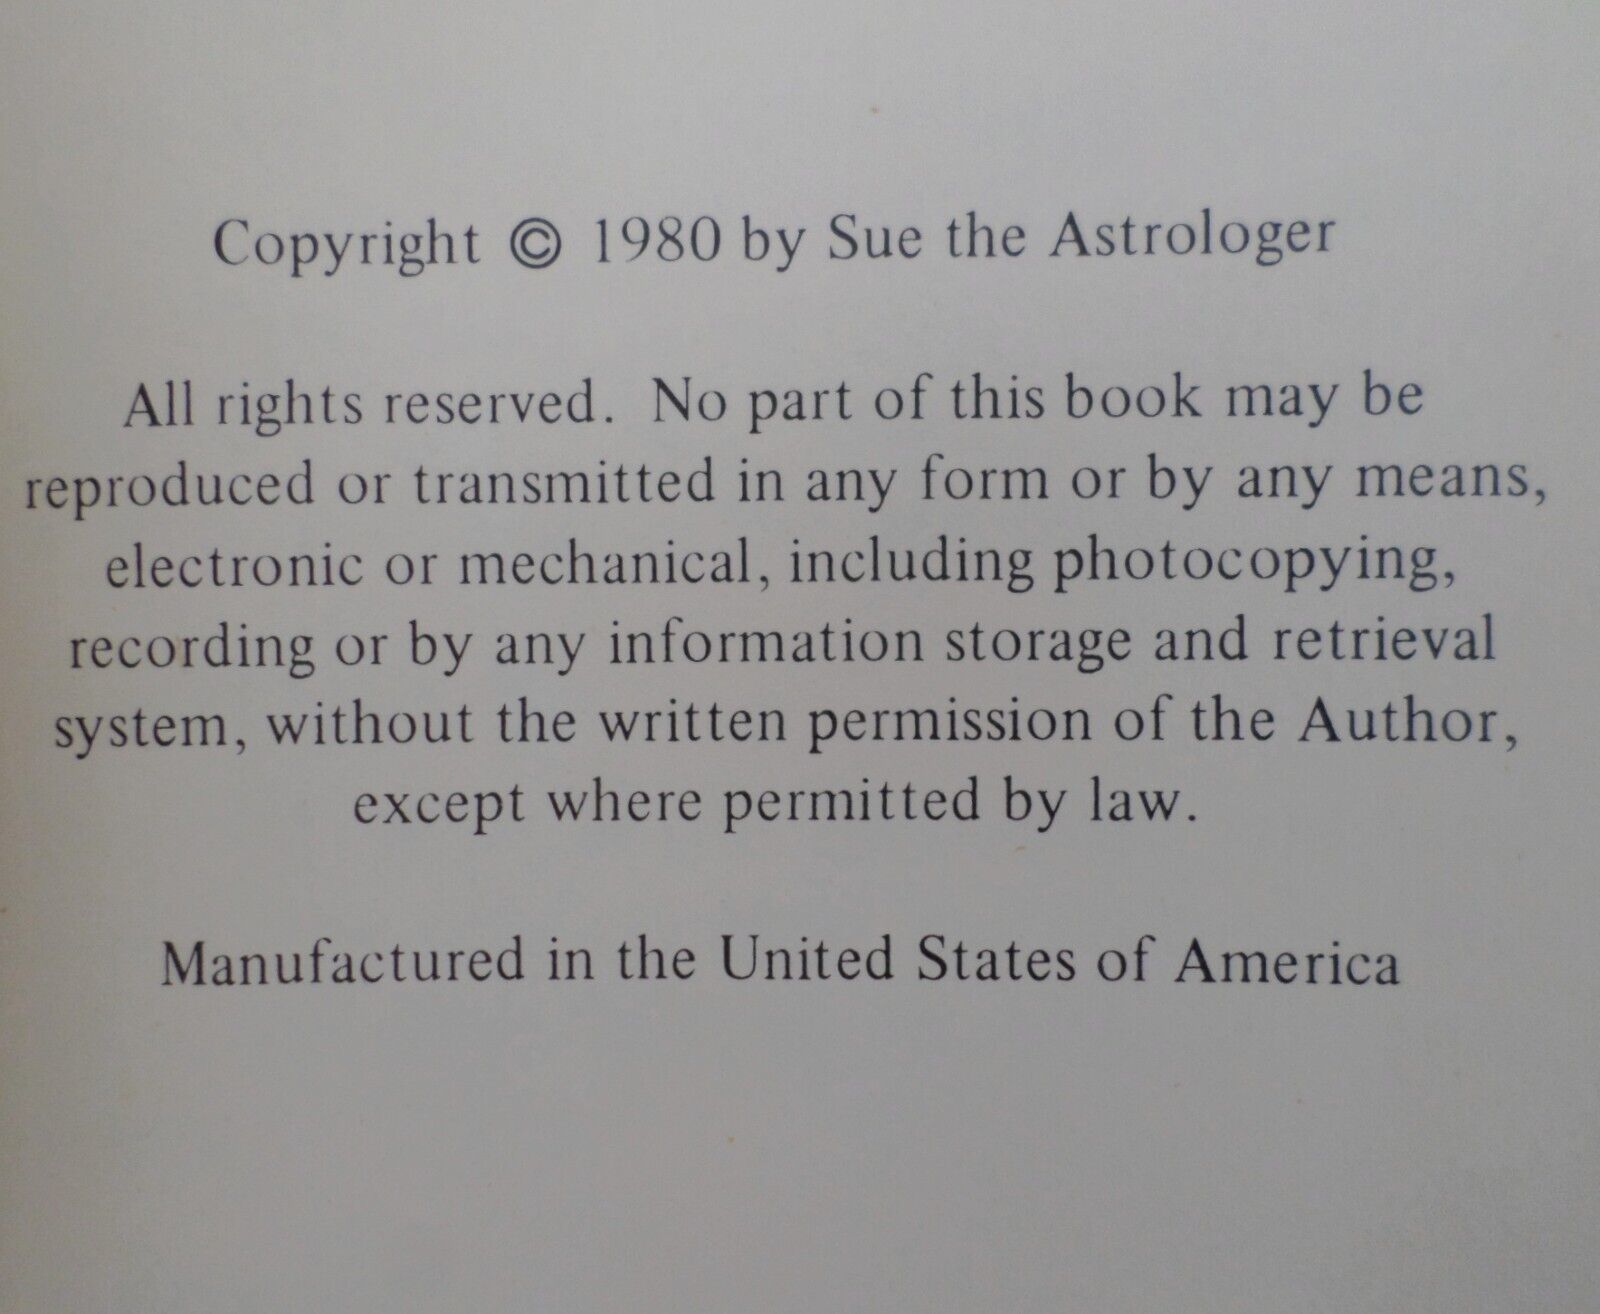 Copyright © 1980 by Sue the Astrologer
All rights reserved. No part of this book may be
reproduced or transmitted in any form or by any means,
electronic or mechanical, including photocopying,
recording or by any information storage and retrieval
system, without the written permission of the Author,
except where permitted by law.
Manufactured in the United States of America